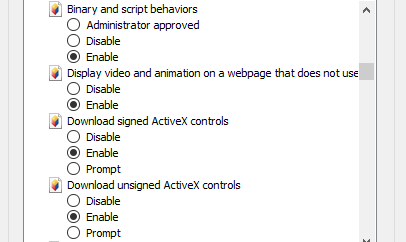 Binary and script behaviors
Administrator approved
Disable
Enable
Display video and animation on a webpage that does not use
Disable
Enable
Download signed ActiveX controls
Disable
Enable
Prompt
Download unsigned ActiveX controls
Disable
Enable
Prompt